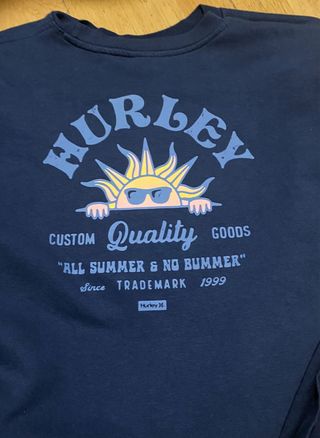 HURLEY
CUSTOM Quality GOODS
"ALL SUMMER & NO BUMMER"
Since TRADEMARK 1999
Hurley